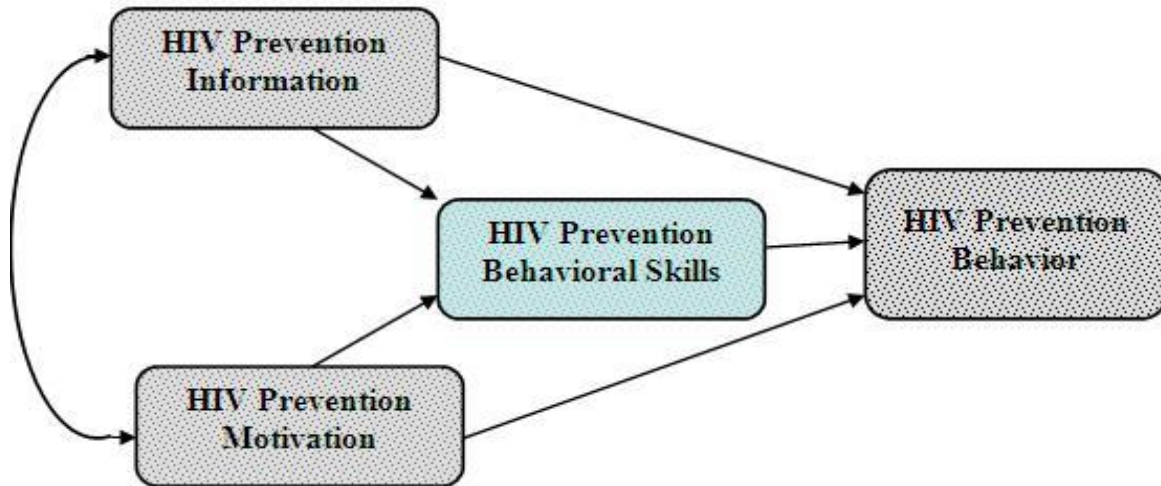 HIV Prevention
Information
HIV Prevention
Behavioral Skills
HIV Prevention
Behavior
HIV Prevention
Motivation